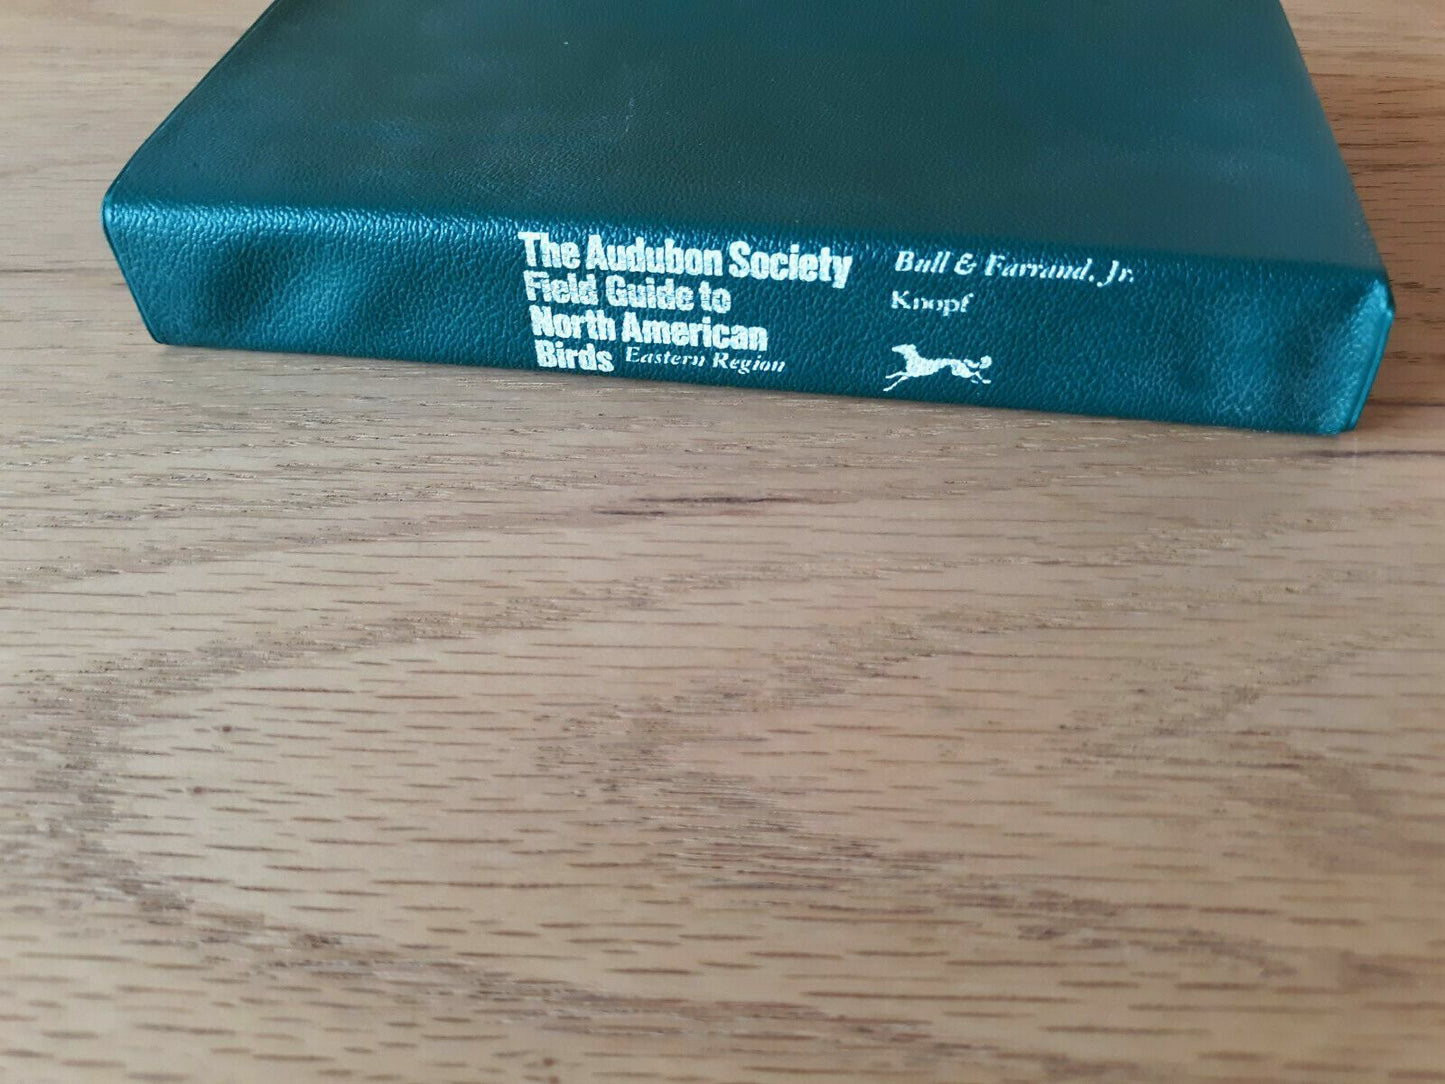 The Audubon Society
Field Guide to
North American
Birds Eastern Region
Bull & Farrand, Jr.
Knopf